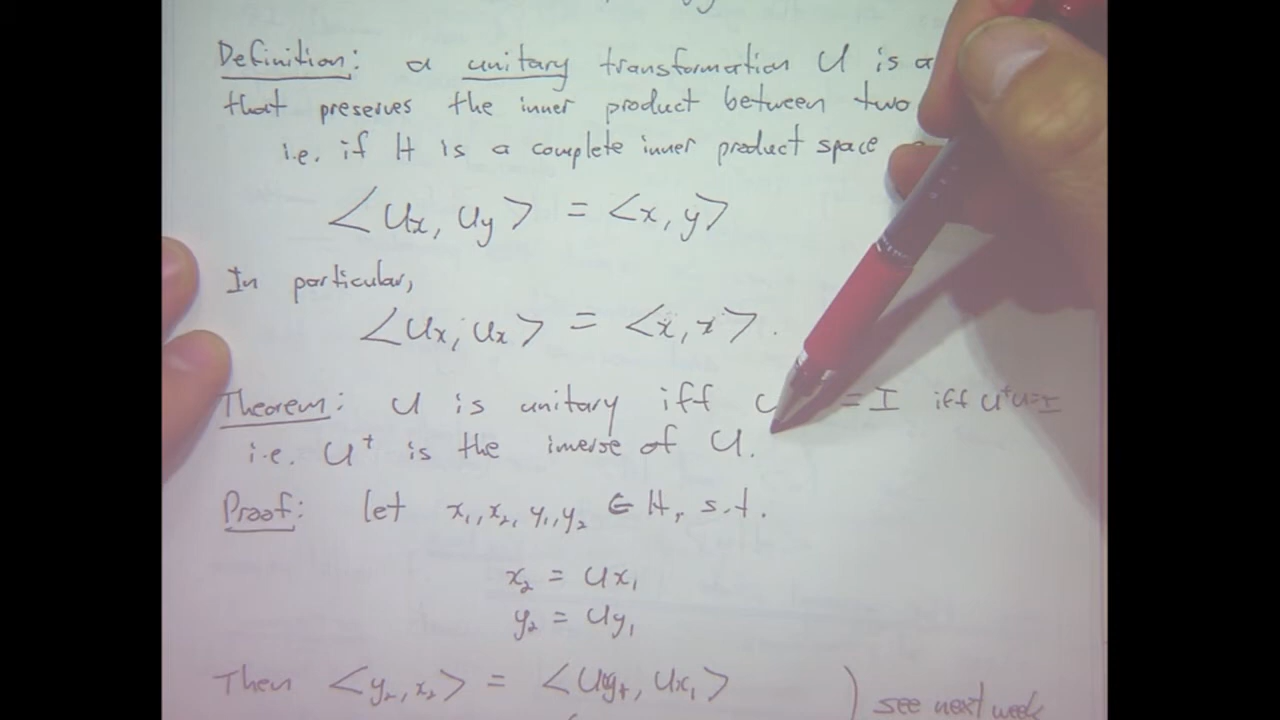 Definition: a unitary transformation U is a
that preserves the inner product between two
i.e. if H is a complete inner product space
<Ux, Uy> = <x, y>
In particular,
<Ux, Ux> = <x, x>.
Theorem: U is unitary iff U = I iff U†U=I
i.e. U† is the inverse of U.
Proof: let x₁, x₂, y₁, y₂ ∈ H, s.t.
x₂ = Ux₁
y₂ = Uy₁
Then <y₂, x₂> = <Uy₁, Ux₁> ) see next week